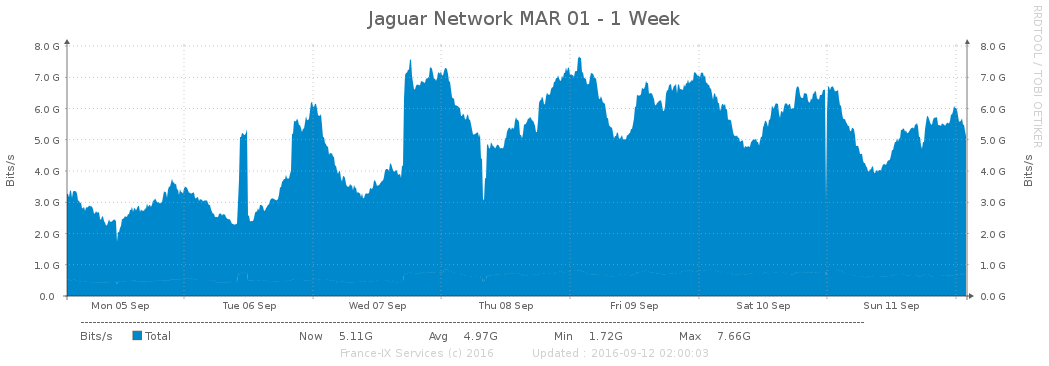 Jaguar Network MAR 01 - 1 Week
RRDTOOL / TOBI OETIKER
Bits/s
8.0 G 8.0 G
7.0 G 7.0 G
6.0 G 6.0 G
5.0 G 5.0 G
4.0 G 4.0 G
3.0 G 3.0 G
2.0 G 2.0 G
1.0 G 1.0 G
0.0 0.0 G
Bits/s
Mon 05 Sep Tue 06 Sep Wed 07 Sep Thu 08 Sep Fri 09 Sep Sat 10 Sep Sun 11 Sep
Bits/s Total Now 5.11G Avg 4.97G Min 1.72G Max 7.66G
France-IX Services (c) 2016 Updated : 2016-09-12 02:00:03